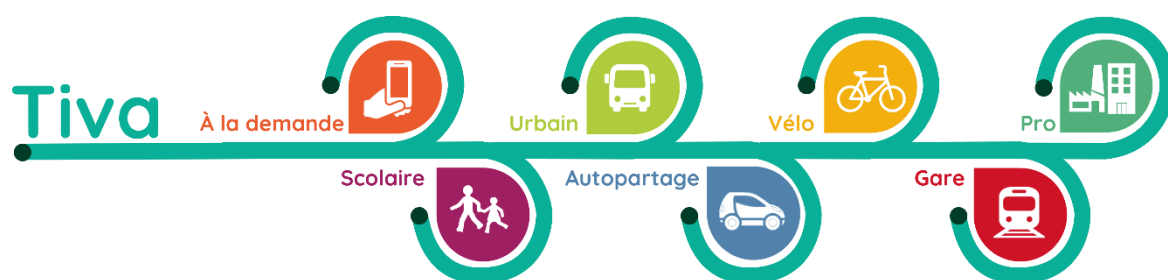 Tiva
À la demande
Urbain
Vélo
Pro
Scolaire
Autopartage
Gare